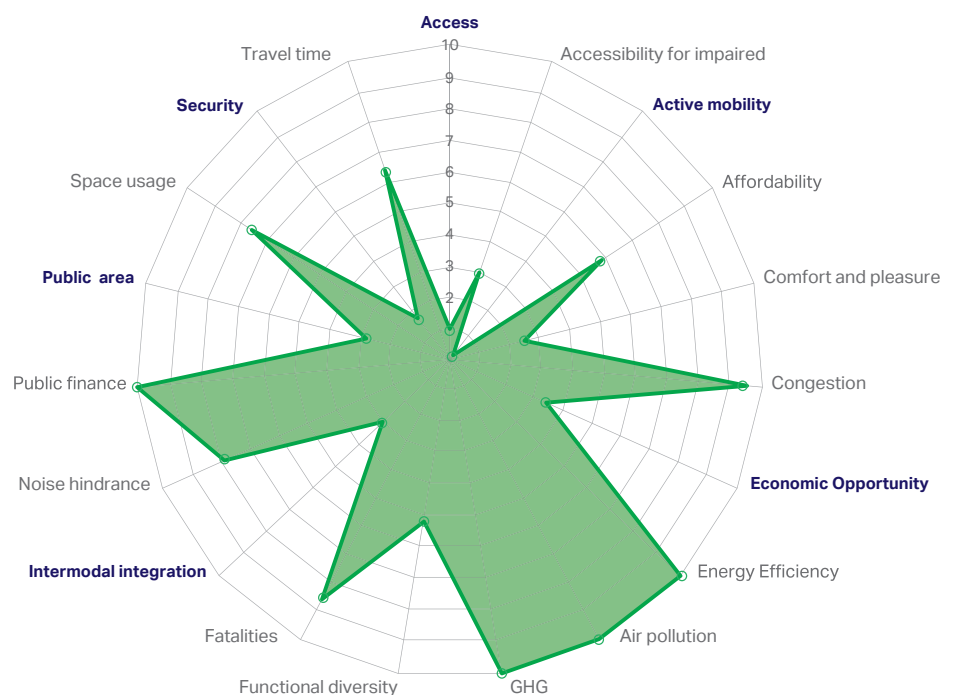 Access
10
Travel time
Accessibility for impaired
9
Security
Active mobility
8
7
Space usage
6
Affordability
5
4
Public  area
3
Comfort and pleasure
2
Public finance
Congestion
Noise hindrance
Economic Opportunity
Intermodal integration
Energy Efficiency
Fatalities
Air pollution
Functional diversity
GHG